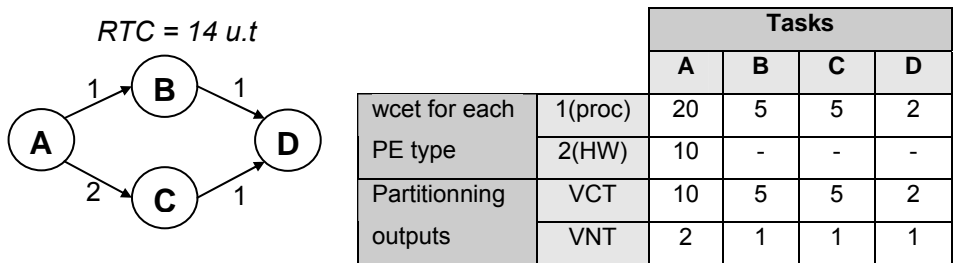 RTC = 14 u.t
1 B 1
A D
2 C 1
Tasks
A B C D
wcet for each PE type 1(proc) 20 5 5 2
2(HW) 10 - - -
Partitionning outputs VCT 10 5 5 2
VNT 2 1 1 1